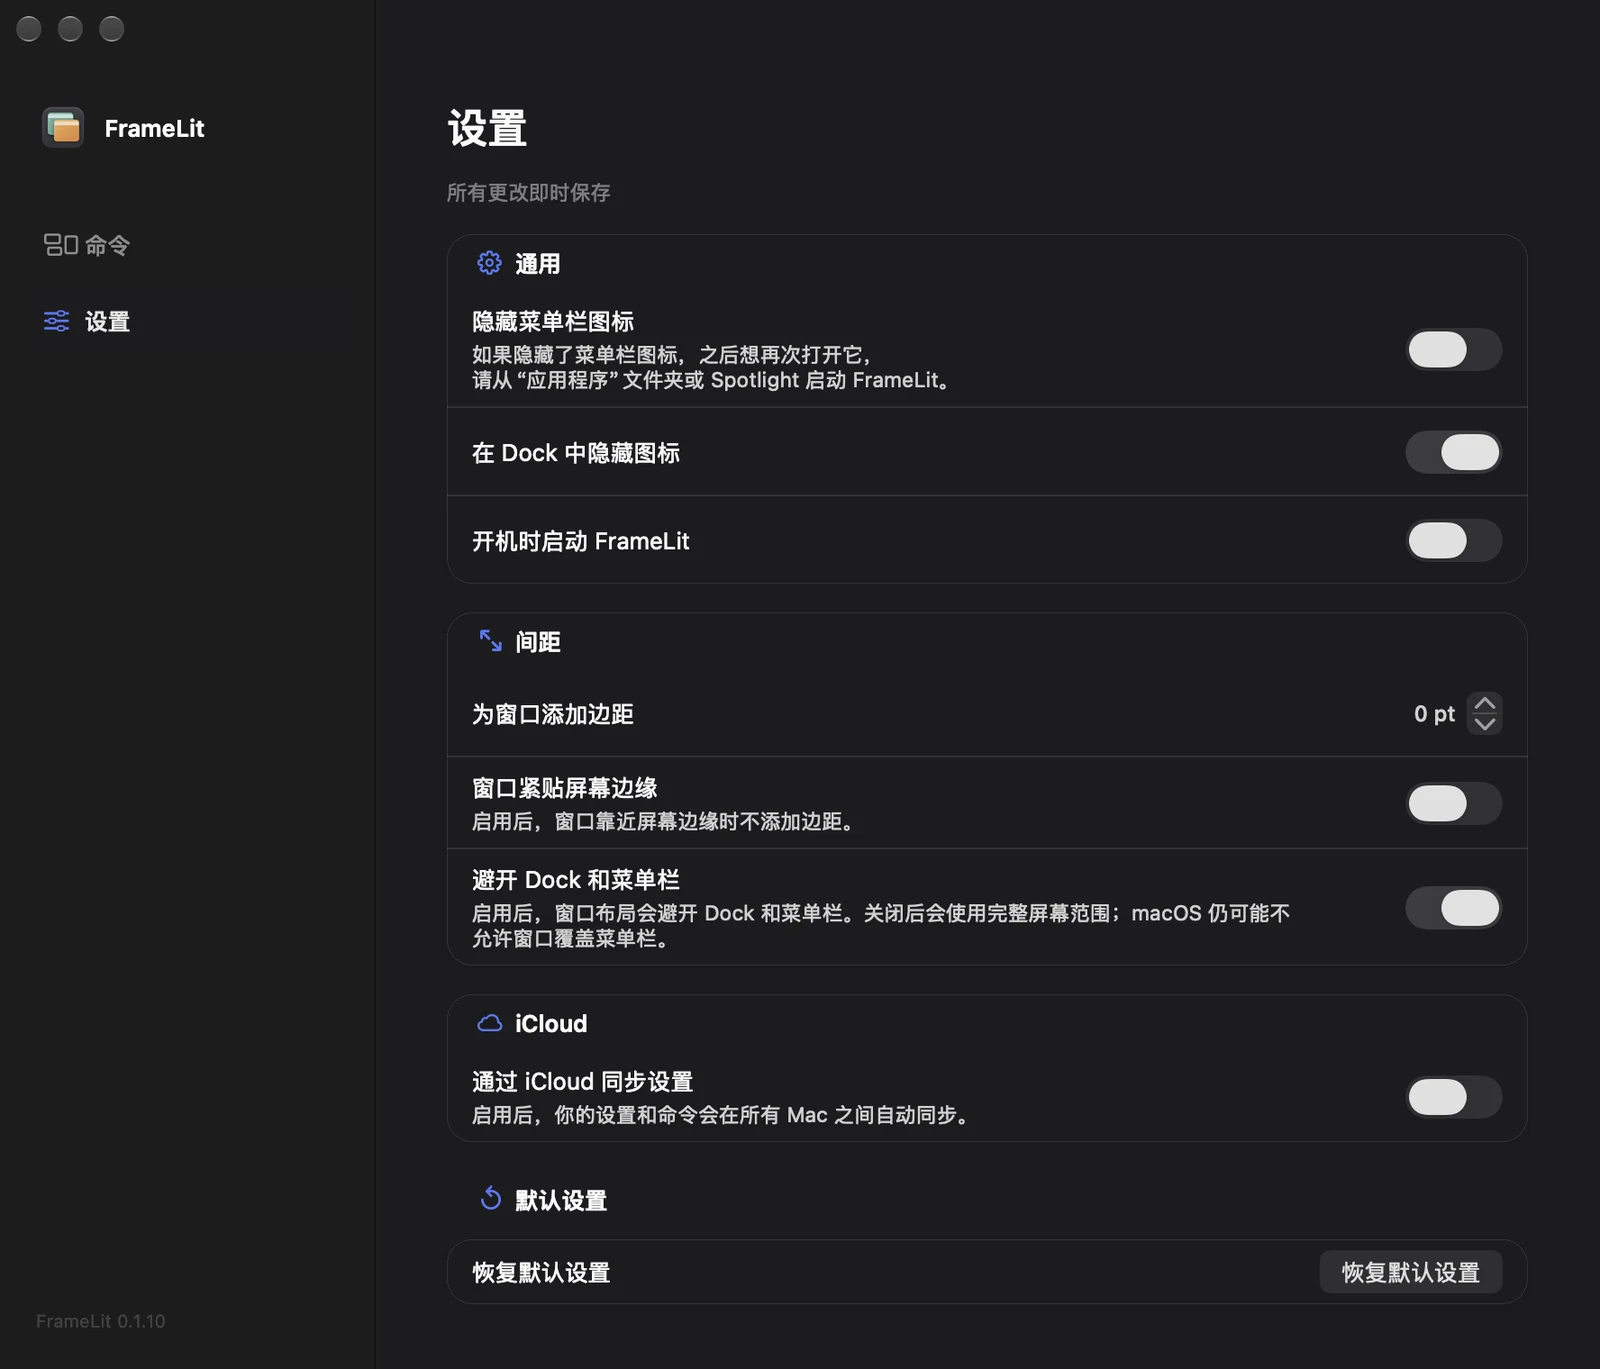 FrameLit
命令
设置
FrameLit 0.1.10
设置
所有更改即时保存
通用
隐藏菜单栏图标
如果隐藏了菜单栏图标，之后想再次打开它，
请从“应用程序”文件夹或 Spotlight 启动 FrameLit。
在 Dock 中隐藏图标
开机时启动 FrameLit
间距
为窗口添加边距
0 pt
窗口紧贴屏幕边缘
启用后，窗口靠近屏幕边缘时不添加边距。
避开 Dock 和菜单栏
启用后，窗口布局会避开 Dock 和菜单栏。关闭后会使用完整屏幕范围；macOS 仍可能不
允许窗口覆盖菜单栏。
iCloud
通过 iCloud 同步设置
启用后，你的设置和命令会在所有 Mac 之间自动同步。
默认设置
恢复默认设置
恢复默认设置